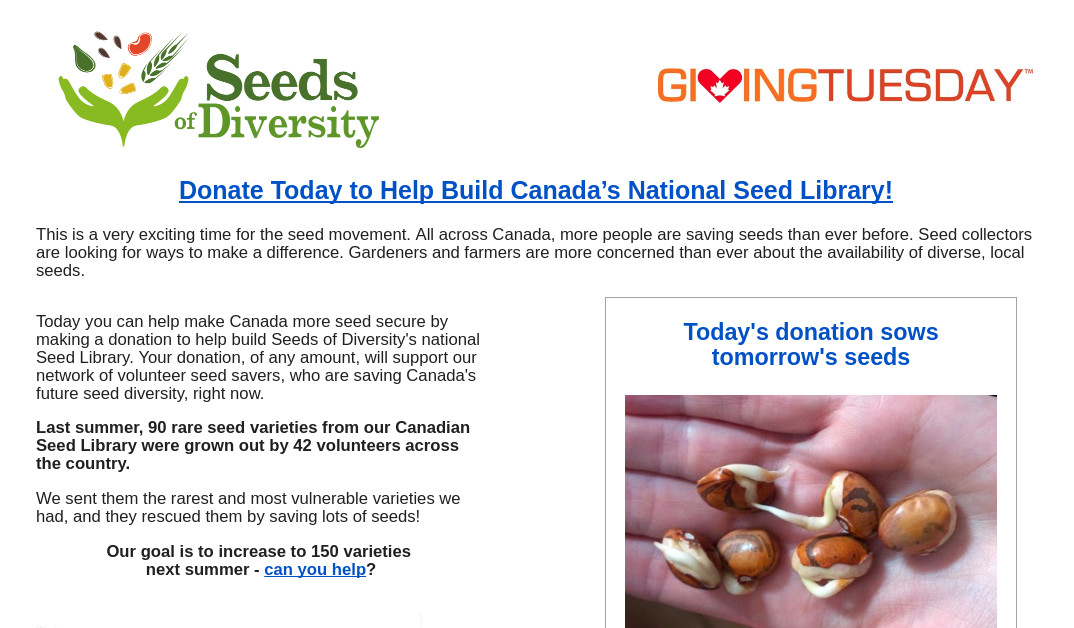 Seeds
of Diversity
GIVINGTUESDAY™
Donate Today to Help Build Canada’s National Seed Library!
This is a very exciting time for the seed movement. All across Canada, more people are saving seeds than ever before. Seed collectors
are looking for ways to make a difference. Gardeners and farmers are more concerned than ever about the availability of diverse, local
seeds.
Today you can help make Canada more seed secure by
making a donation to help build Seeds of Diversity's national
Seed Library. Your donation, of any amount, will support our
network of volunteer seed savers, who are saving Canada's
future seed diversity, right now.
Last summer, 90 rare seed varieties from our Canadian
Seed Library were grown out by 42 volunteers across
the country.
We sent them the rarest and most vulnerable varieties we
had, and they rescued them by saving lots of seeds!
Our goal is to increase to 150 varieties
next summer - can you help?
Today's donation sows
tomorrow's seeds